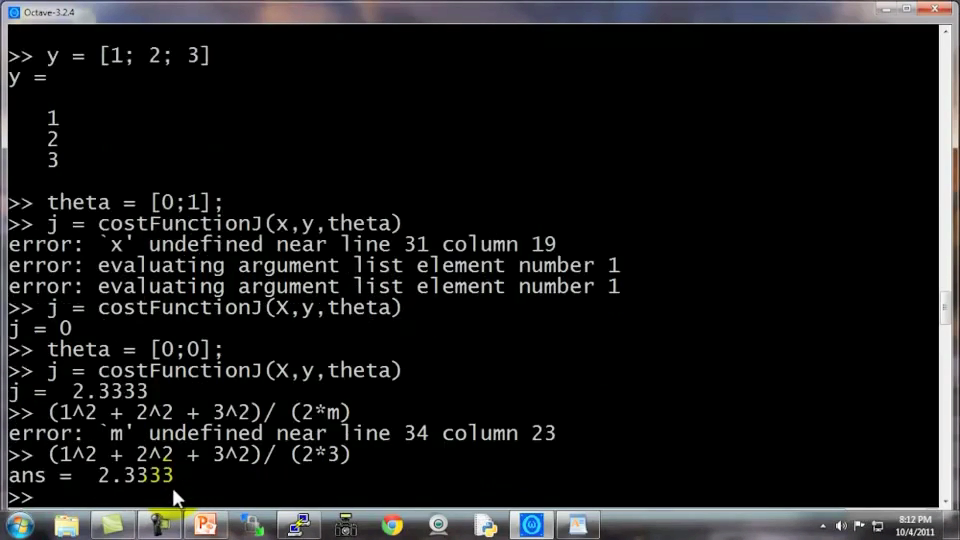 Octave-3.2.4
>> y = [1; 2; 3]
y =
1
2
3
>> theta = [0;1];
>> j = costFunctionJ(x,y,theta)
error: `x' undefined near line 31 column 19
error: evaluating argument list element number 1
error: evaluating argument list element number 1
>> j = costFunctionJ(X,y,theta)
j = 0
>> theta = [0;0];
>> j = costFunctionJ(X,y,theta)
j =  2.3333
>> (1^2 + 2^2 + 3^2)/ (2*m)
error: `m' undefined near line 34 column 23
>> (1^2 + 2^2 + 3^2)/ (2*3)
ans =  2.3333
>>
8:12 PM
10/4/2011